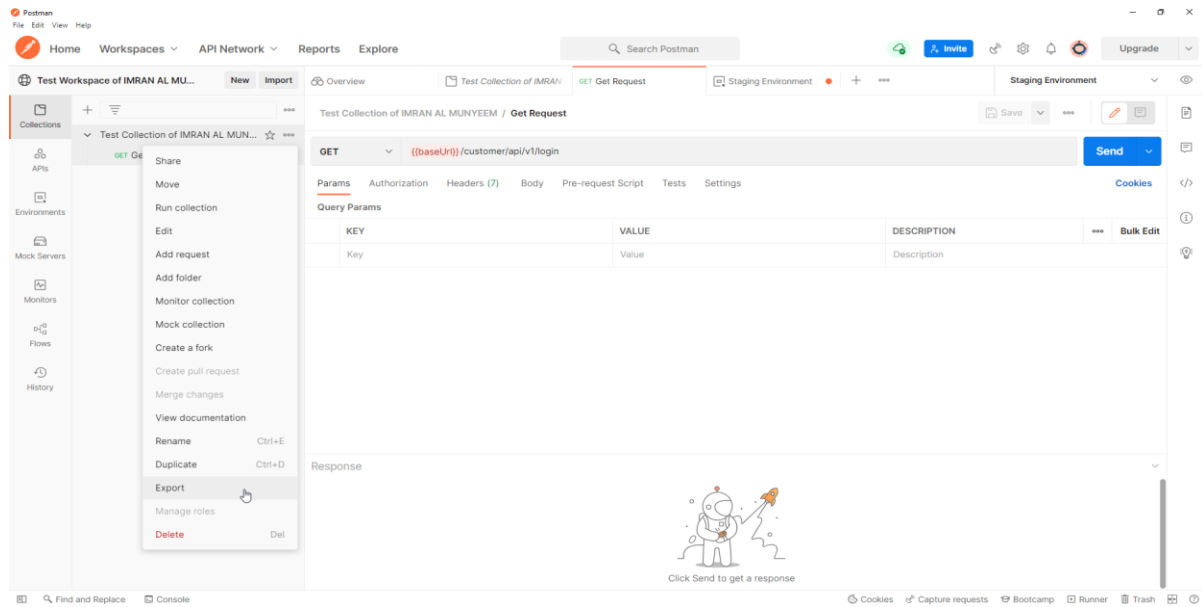 Postman
File Edit View Help
Home Workspaces API Network Reports Explore Search Postman Invite Upgrade
Test Workspace of IMRAN AL MU... New Import Overview Test Collection of IMRAN GET Get Request Staging Environment Staging Environment
Collections
Test Collection of IMRAN AL MUNYEEM / Get Request Save
Test Collection of IMRAN AL MUN...
GET Ge
GET {{baseUrl}}/customer/api/v1/login Send
APIs
Environments
Mock Servers
Monitors
Flows
History
Share
Move
Run collection
Edit
Add request
Add folder
Monitor collection
Mock collection
Create a fork
Create pull request
Merge changes
View documentation
Rename Ctrl+E
Duplicate Ctrl+D
Export
Manage roles
Delete Del
Params Authorization Headers (7) Body Pre-request Script Tests Settings Cookies
Query Params
KEY VALUE DESCRIPTION Bulk Edit
Key Value Description
Response
Click Send to get a response
Find and Replace Console Cookies Capture requests Bootcamp Runner Trash